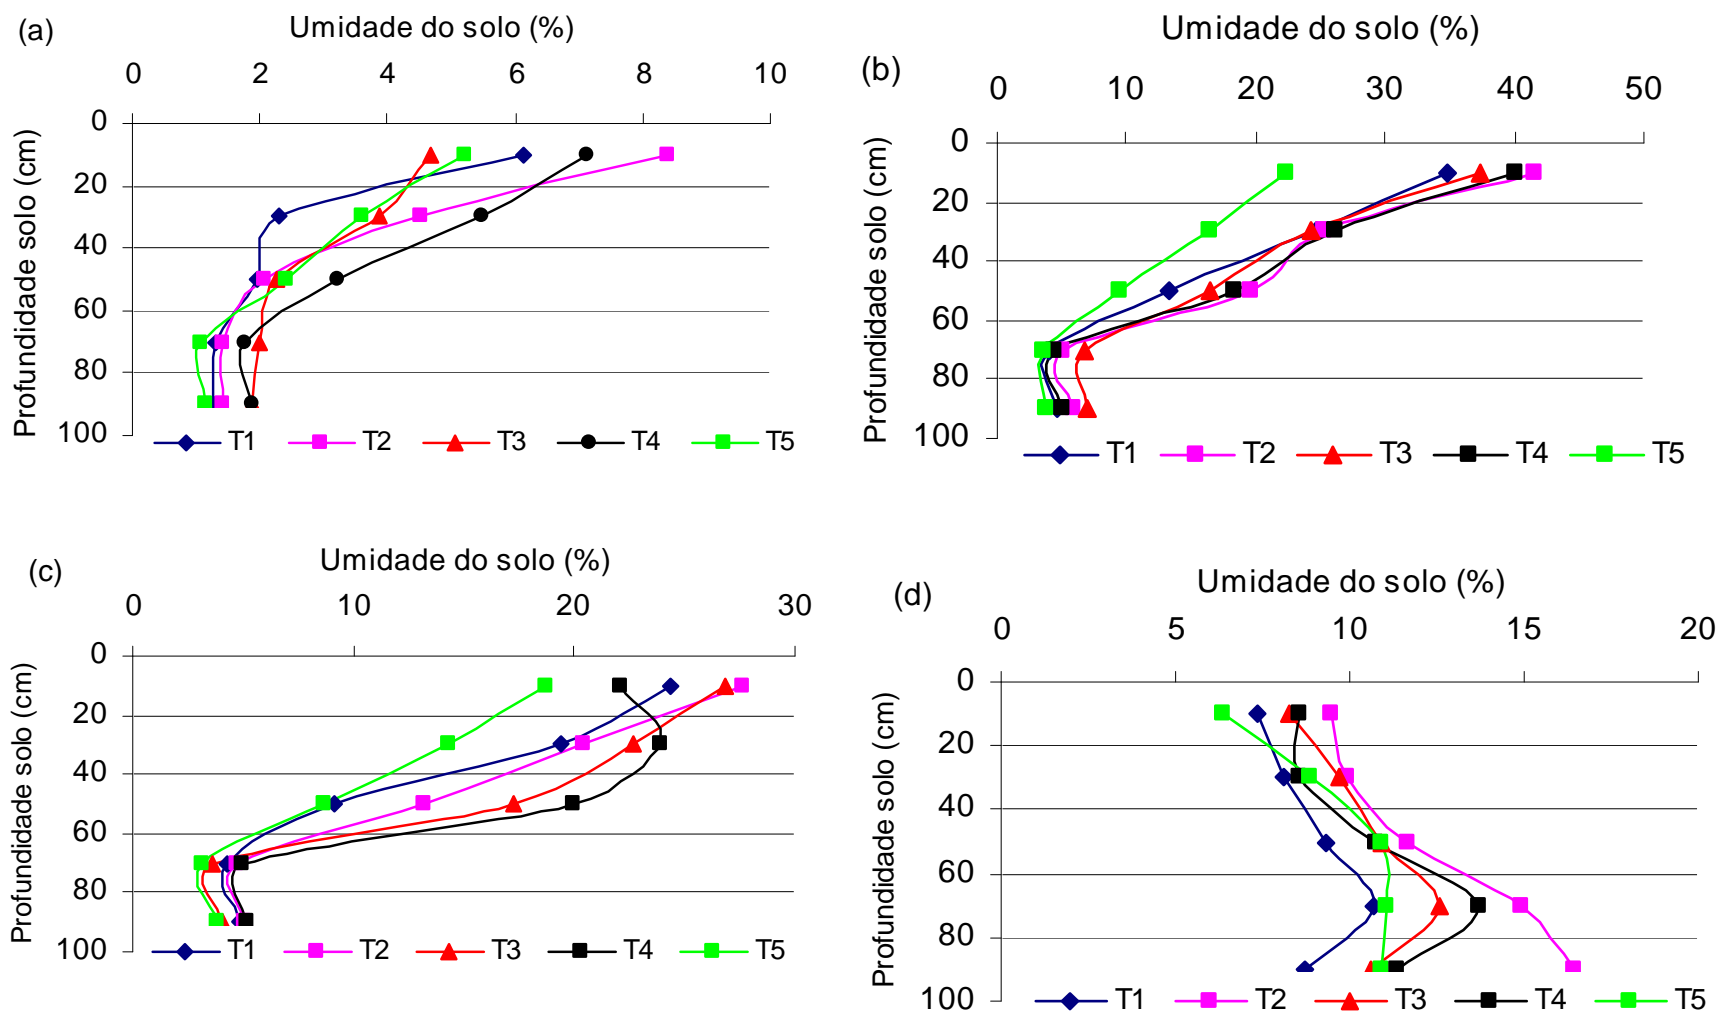 (a)
Umidade do solo (%)
0 2 4 6 8 10
Profundidade solo (cm)
0
20
40
60
80
100
T1 T2 T3 T4 T5
(b)
Umidade do solo (%)
0 10 20 30 40 50
Profundidade solo (cm)
0
20
40
60
80
100
T1 T2 T3 T4 T5
(c)
Umidade do solo (%)
0 10 20 30
Profundidade solo (cm)
0
20
40
60
80
100
T1 T2 T3 T4 T5
(d)
Umidade do solo (%)
0 5 10 15 20
Profundidade solo (cm)
0
20
40
60
80
100
T1 T2 T3 T4 T5